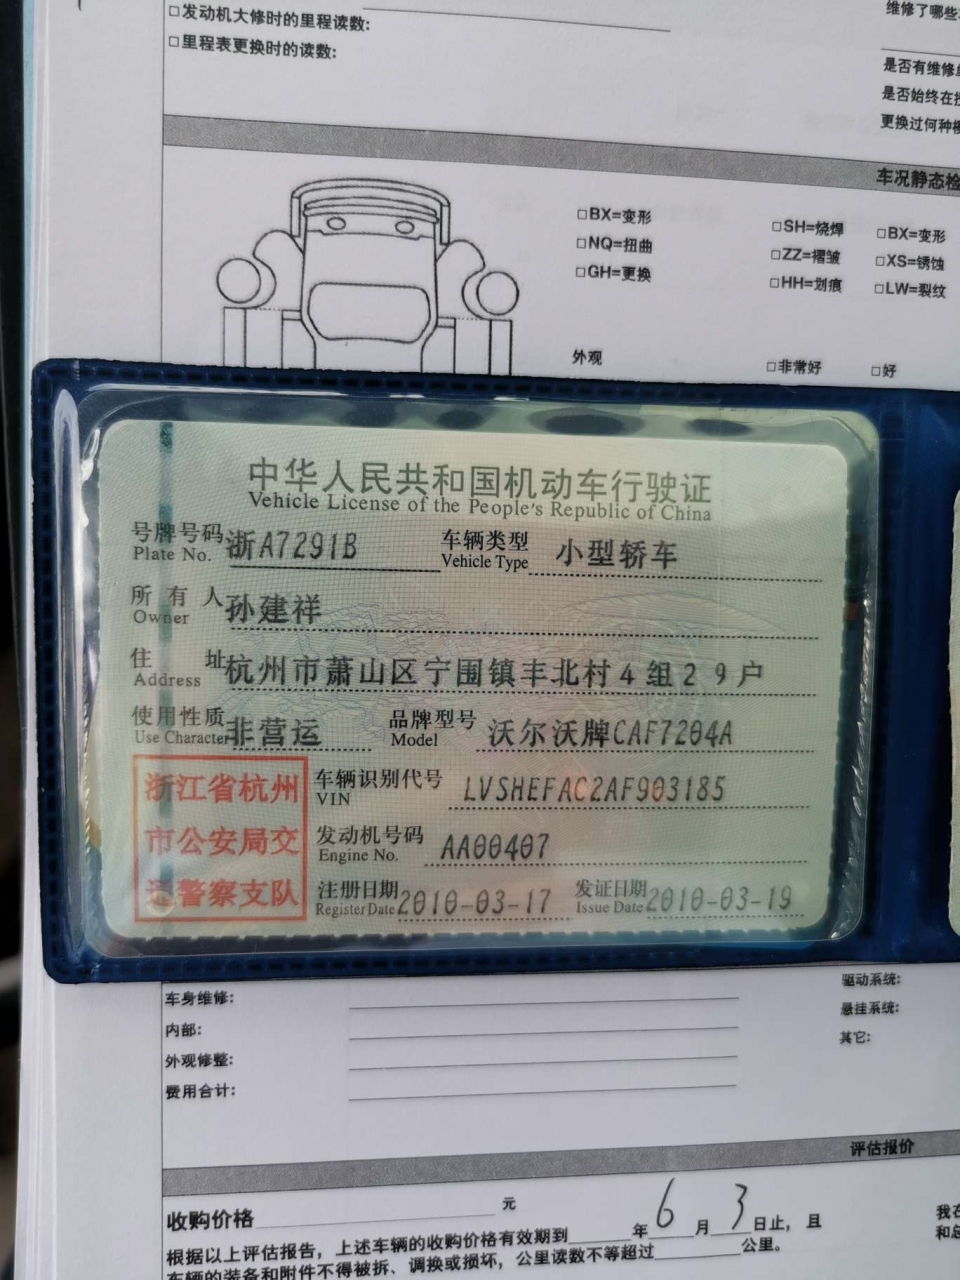 □发动机大修时的里程读数:
维修了哪些
□里程表更换时的读数:
是否有维修
是否始终在
更换过何种
车况静态检
□BX=变形 □SH=烧焊 □BX=变形
□NQ=扭曲 □ZZ=褶皱 □XS=锈蚀
□GH=更换 □HH=划痕 □LW=裂纹
外观 □非常好 □好
中华人民共和国机动车行驶证
Vehicle License of the People's Republic of China
号牌号码 浙A7291B 车辆类型 小型轿车
Plate No. Vehicle Type
所有人 孙建祥
Owner
住址 杭州市萧山区宁围镇丰北村4组29户
Address
使用性质 非营运 品牌型号 沃尔沃牌CAF7204A
Use Character Model
浙江省杭州
市公安局交
通警察支队
车辆识别代号 LVSHEFAC2AF903185
VIN
发动机号码 AA00407
Engine No.
注册日期 2010-03-17 发证日期 2010-03-19
Register Date Issue Date
车身维修: 驱动系统:
内部: 悬挂系统:
外观修整: 其它:
费用合计:
评估报价
收购价格 元
根据以上评估报告，上述车辆的收购价格有效期到 年 6 月 3 日止，且
我在
车辆的装备和附件不得被拆、调换或损坏，公里读数不等超过 公里。
和总